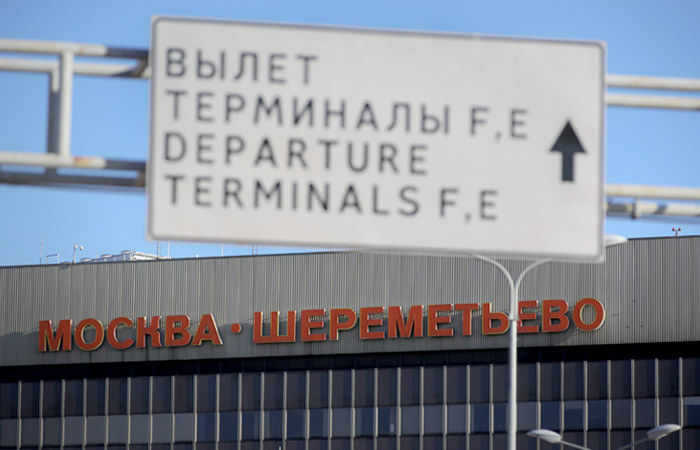 ВЫЛЕТ
ТЕРМИНАЛЫ F,E
DEPARTURE
TERMINALS F,E
МОСКВА · ШЕРЕМЕТЬЕВО